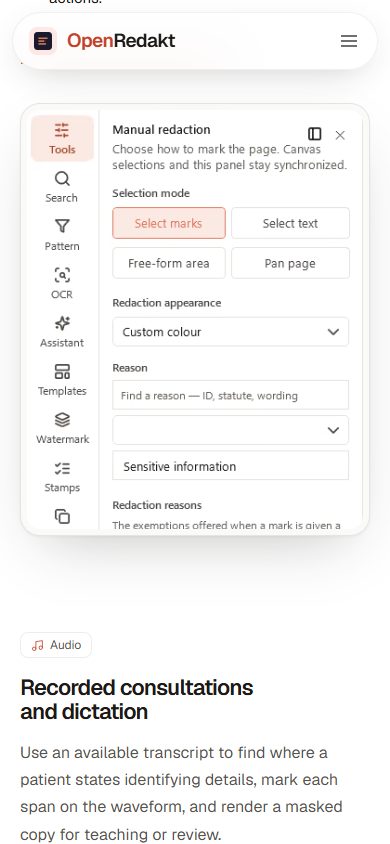 actions.
OpenRedakt
Tools
Search
Pattern
OCR
Assistant
Templates
Watermark
Stamps
Manual redaction
Choose how to mark the page. Canvas
selections and this panel stay synchronized.
Selection mode
Select marks
Select text
Free-form area
Pan page
Redaction appearance
Custom colour
Reason
Find a reason — ID, statute, wording
Sensitive information
Redaction reasons
The exemptions offered when a mark is given a
Audio
Recorded consultations
and dictation
Use an available transcript to find where a
patient states identifying details, mark each
span on the waveform, and render a masked
copy for teaching or review.